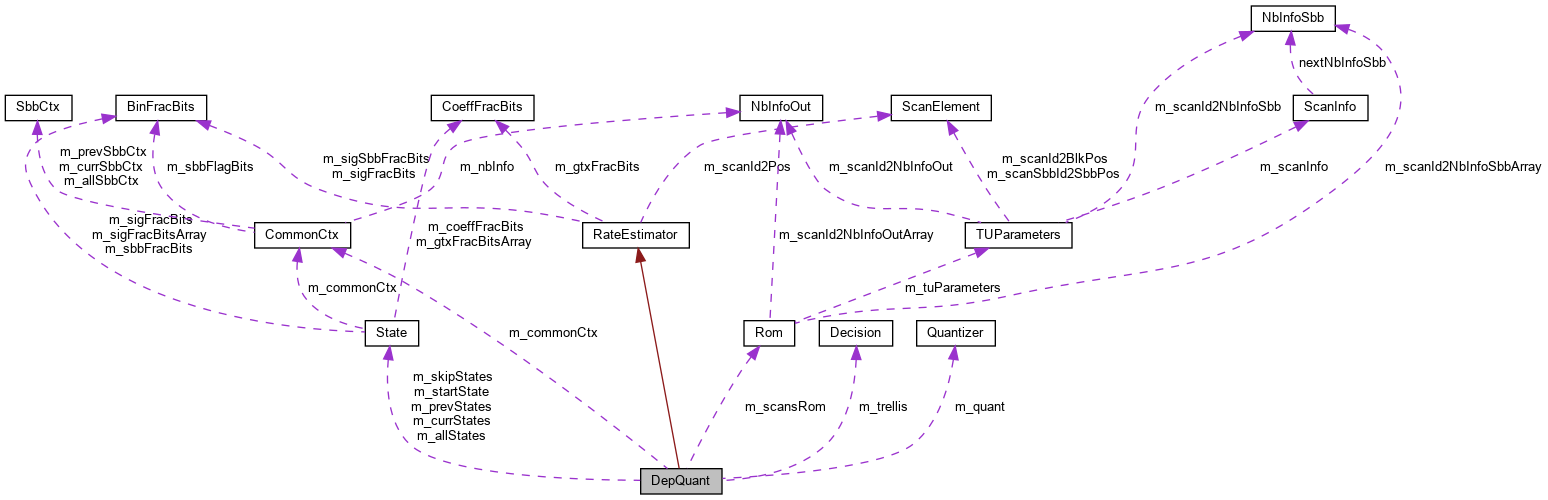 NbInfoSbb
nextNbInfoSbb
SbbCtx
BinFracBits
CoeffFracBits
NbInfoOut
ScanElement
ScanInfo
m_scanId2NbInfoSbb
m_prevSbbCtx
m_currSbbCtx
m_allSbbCtx
m_sbbFlagBits
m_sigSbbFracBits
m_sigFracBits
m_nbInfo
m_gtxFracBits
m_scanId2Pos
m_scanId2NbInfoOut
m_scanId2BlkPos
m_scanSbbId2SbbPos
m_scanInfo
m_scanId2NbInfoSbbArray
m_sigFracBits
m_sigFracBitsArray
m_sbbFracBits
CommonCtx
m_coeffFracBits
m_gtxFracBitsArray
RateEstimator
m_scanId2NbInfoOutArray
TUParameters
m_commonCtx
m_tuParameters
State
m_commonCtx
Rom
Decision
Quantizer
m_skipStates
m_startState
m_prevStates
m_currStates
m_allStates
m_scansRom
m_trellis
m_quant
DepQuant